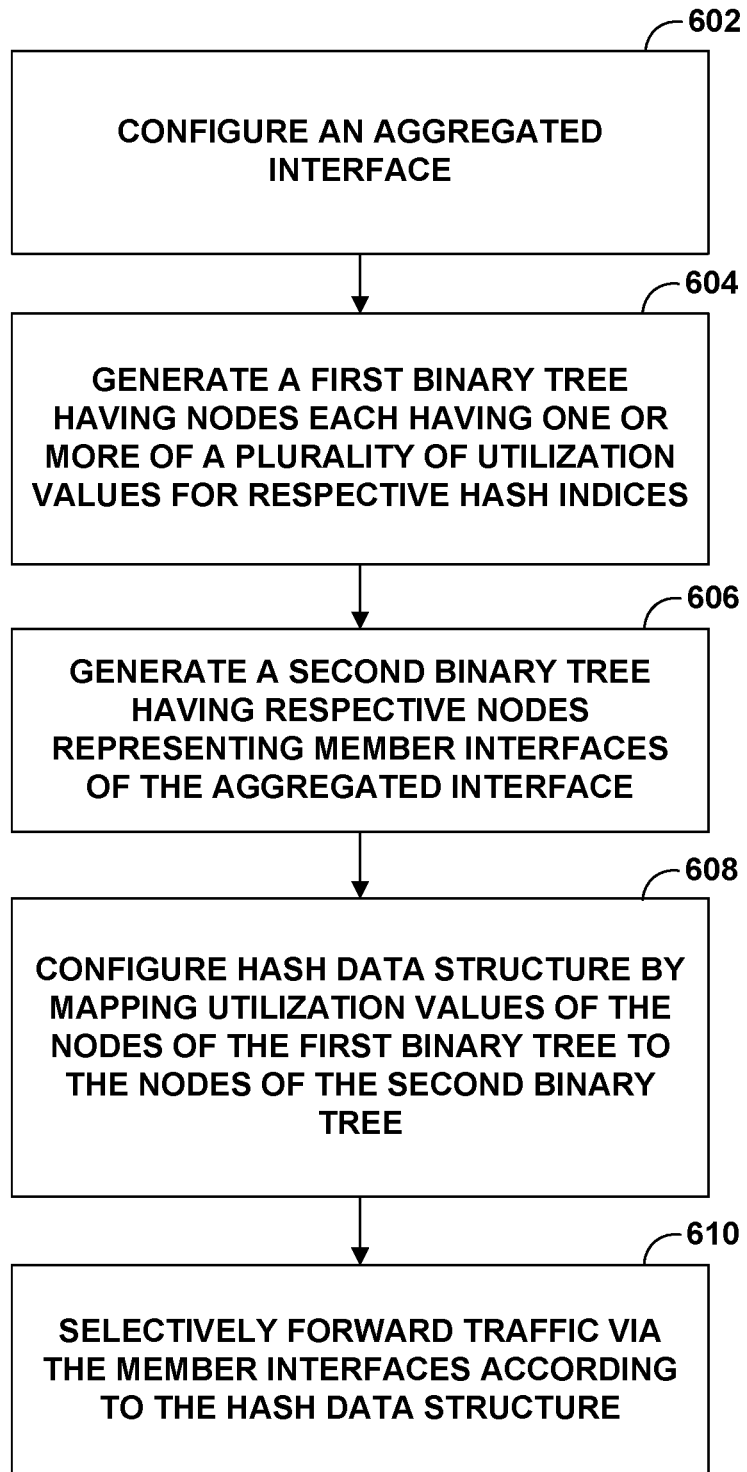 602
CONFIGURE AN AGGREGATED
INTERFACE
604
GENERATE A FIRST BINARY TREE
HAVING NODES EACH HAVING ONE OR
MORE OF A PLURALITY OF UTILIZATION
VALUES FOR RESPECTIVE HASH INDICES
606
GENERATE A SECOND BINARY TREE
HAVING RESPECTIVE NODES
REPRESENTING MEMBER INTERFACES
OF THE AGGREGATED INTERFACE
608
CONFIGURE HASH DATA STRUCTURE BY
MAPPING UTILIZATION VALUES OF THE
NODES OF THE FIRST BINARY TREE TO
THE NODES OF THE SECOND BINARY
TREE
610
SELECTIVELY FORWARD TRAFFIC VIA
THE MEMBER INTERFACES ACCORDING
TO THE HASH DATA STRUCTURE